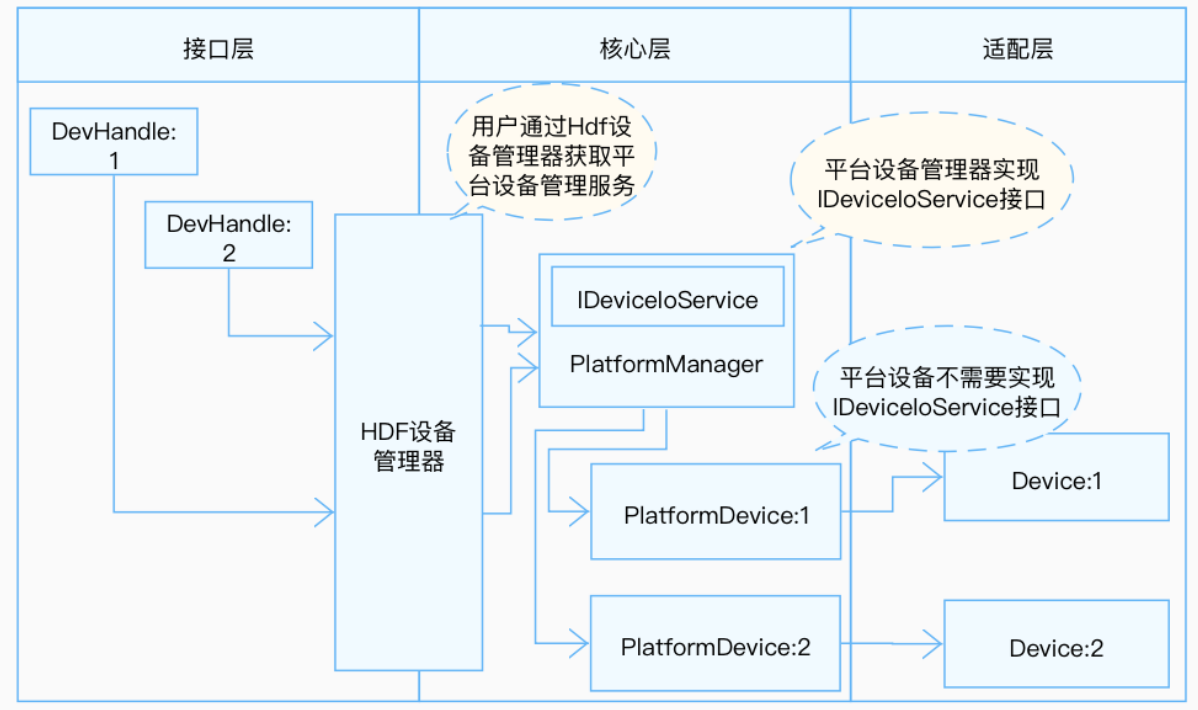 接口层
核心层
适配层
DevHandle:
1
用户通过Hdf设
备管理器获取平
台设备管理服务
平台设备管理器实现
IDeviceIoService接口
DevHandle:
2
IDeviceIoService
PlatformManager
平台设备不需要实现
IDeviceIoService接口
HDF设备
管理器
PlatformDevice:1
Device:1
PlatformDevice:2
Device:2